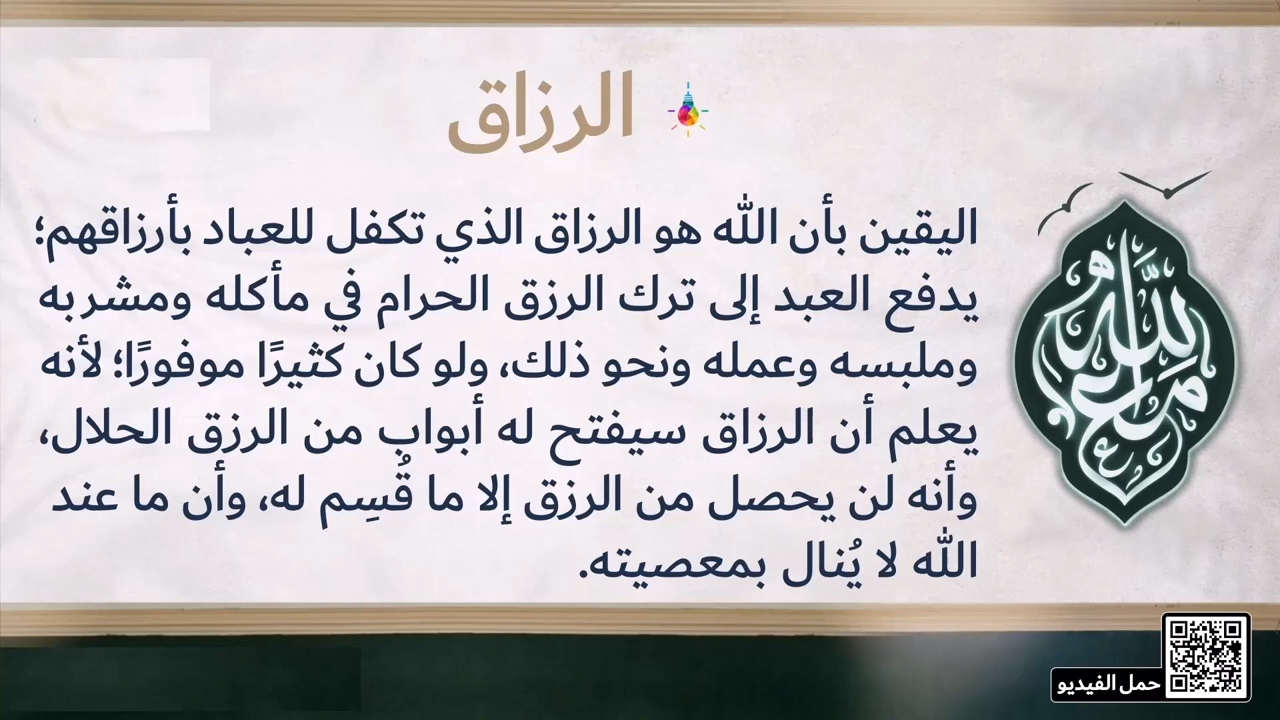 الرزاق
اليقين بأن الله هو الرزاق الذي تكفل للعباد بأرزاقهم؛
يدفع العبد إلى ترك الرزق الحرام في مأكله ومشربه
وملبسه وعمله ونحو ذلك، ولو كان كثيرًا موفورًا؛ لأنه
يعلم أن الرزاق سيفتح له أبواب من الرزق الحلال،
وأنه لن يحصل من الرزق إلا ما قُسِم له، وأن ما عند
الله لا يُنال بمعصيته.
حمل الفيديو